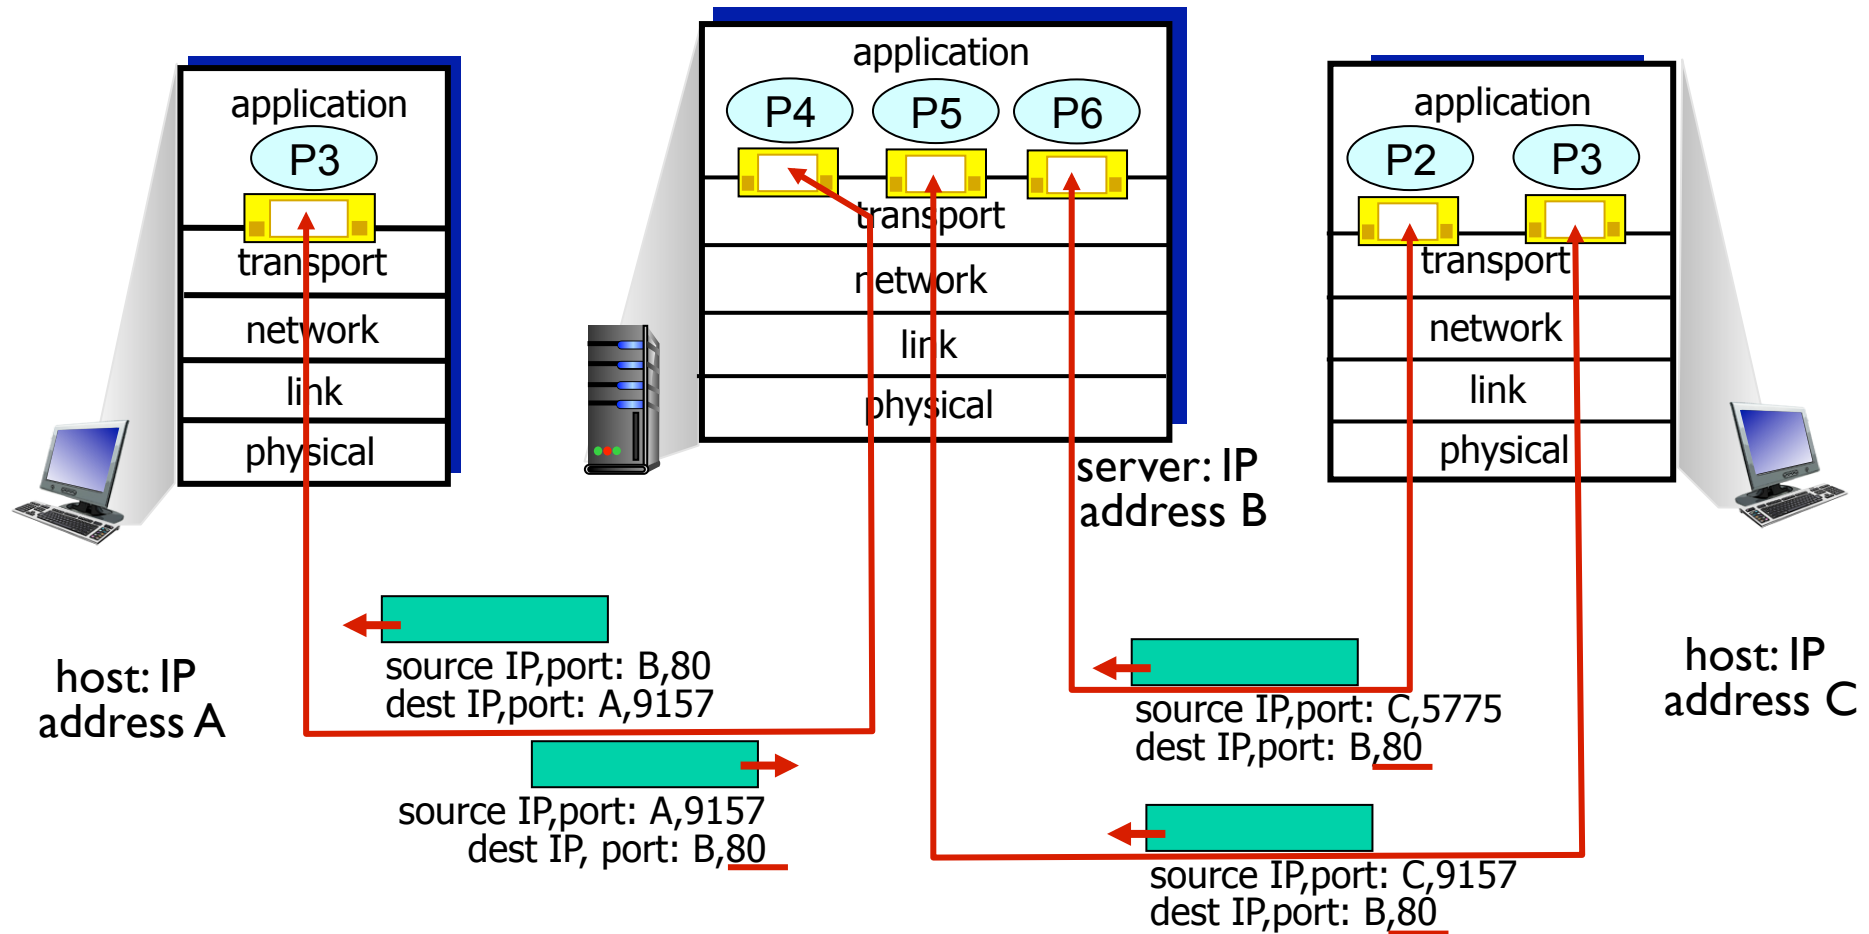 application
P3
transport
network
link
physical
host: IP
address A
application
P4 P5 P6
transport
network
link
physical
server: IP
address B
application
P2 P3
transport
network
link
physical
host: IP
address C
source IP,port: B,80
dest IP,port: A,9157
source IP,port: A,9157
dest IP, port: B,80
source IP,port: C,5775
dest IP,port: B,80
source IP,port: C,9157
dest IP,port: B,80